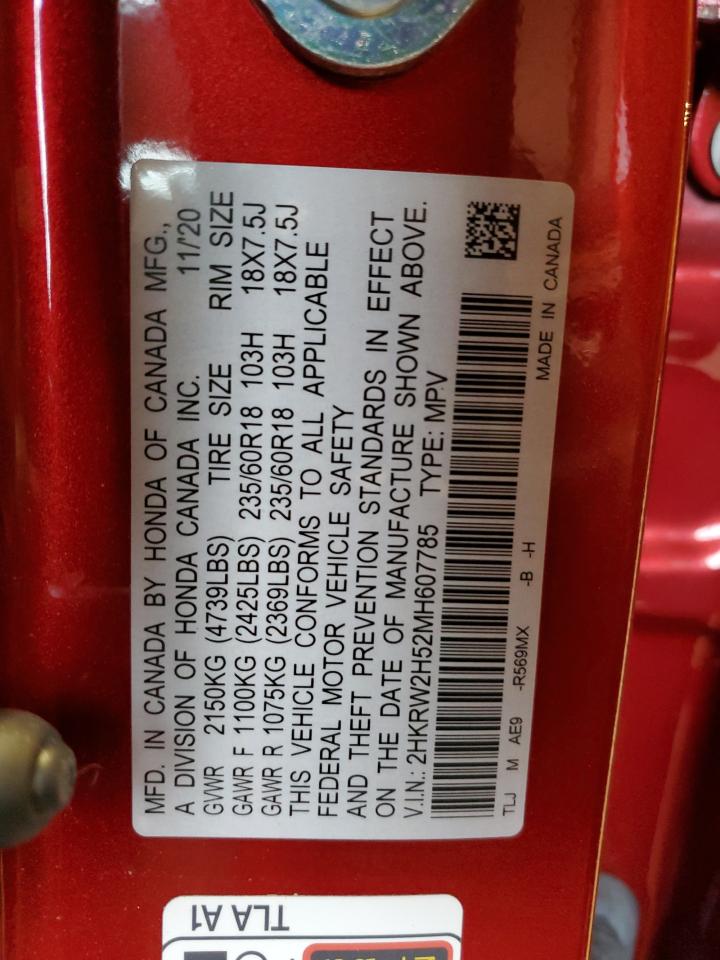 MFD. IN CANADA BY HONDA OF CANADA MFG.,
A DIVISION OF HONDA CANADA INC. 11/'20
GVWR 2150KG (4739LBS) TIRE SIZE RIM SIZE
GAWR F 1100KG (2425LBS) 235/60R18 103H 18X7.5J
GAWR R 1075KG (2369LBS) 235/60R18 103H 18X7.5J
THIS VEHICLE CONFORMS TO ALL APPLICABLE
FEDERAL MOTOR VEHICLE SAFETY
AND THEFT PREVENTION STANDARDS IN EFFECT
ON THE DATE OF MANUFACTURE SHOWN ABOVE.
V.I.N.: 2HKRW2H52MH607785 TYPE: MPV
TLJ M AE9 -R569MX -B -H MADE IN CANADA
TLA A1